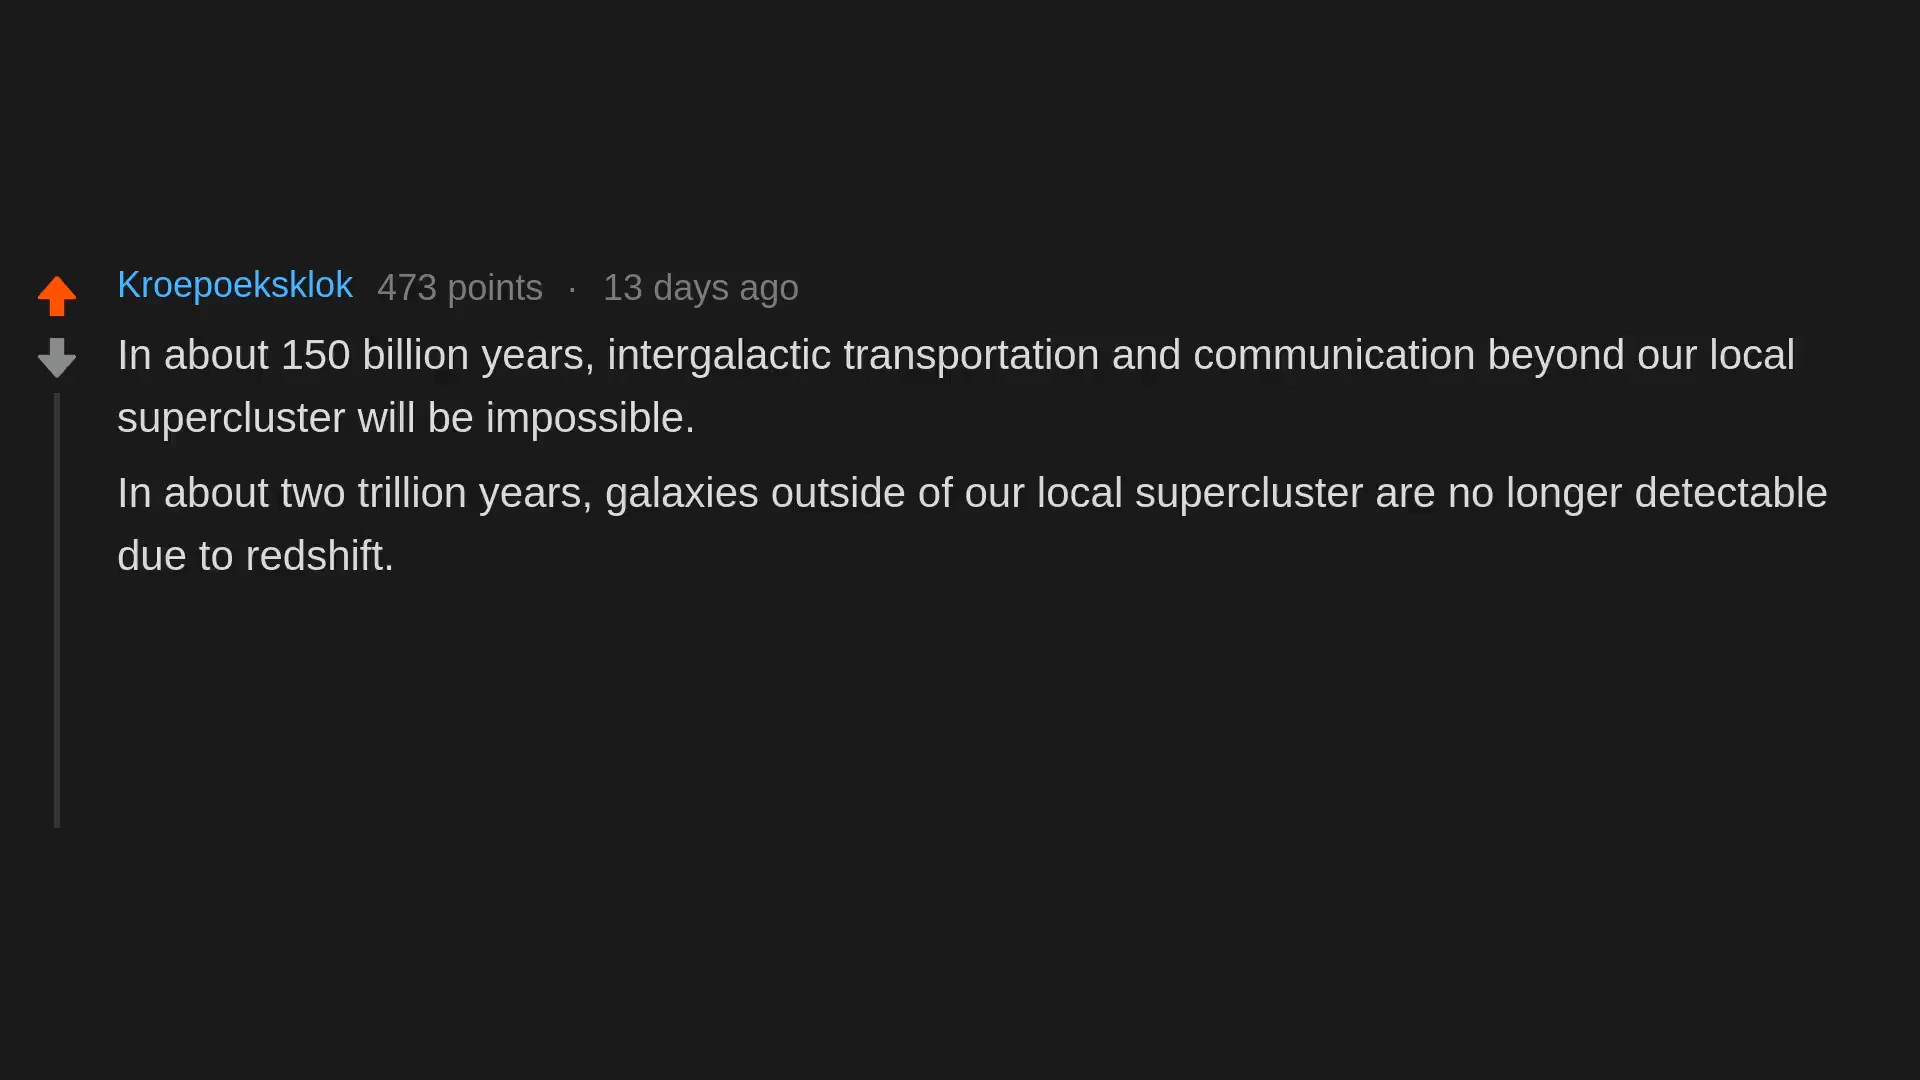 Kroepoeksklok 473 points · 13 days ago
In about 150 billion years, intergalactic transportation and communication beyond our local
supercluster will be impossible.
In about two trillion years, galaxies outside of our local supercluster are no longer detectable
due to redshift.